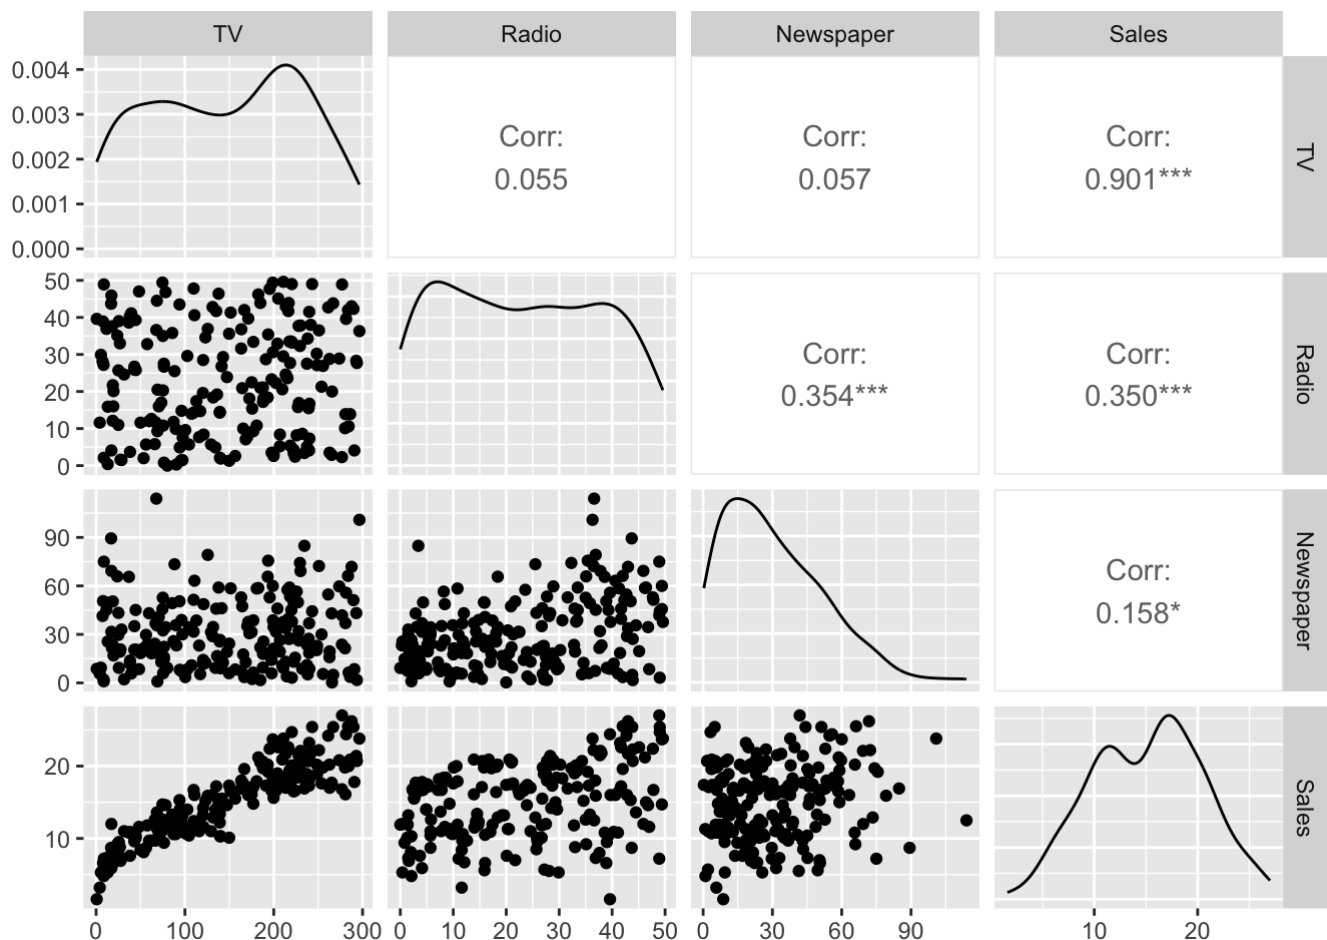 TV Radio Newspaper Sales
0.004
0.003
0.002
0.001
0.000
Corr:
0.055
Corr:
0.057
Corr:
0.901***
TV
50
40
30
20
10
0
Corr:
0.354***
Corr:
0.350***
Radio
90
60
30
0
Corr:
0.158*
Newspaper
20
10
Sales
0 100 200 300 0 10 20 30 40 50 0 30 60 90 10 20